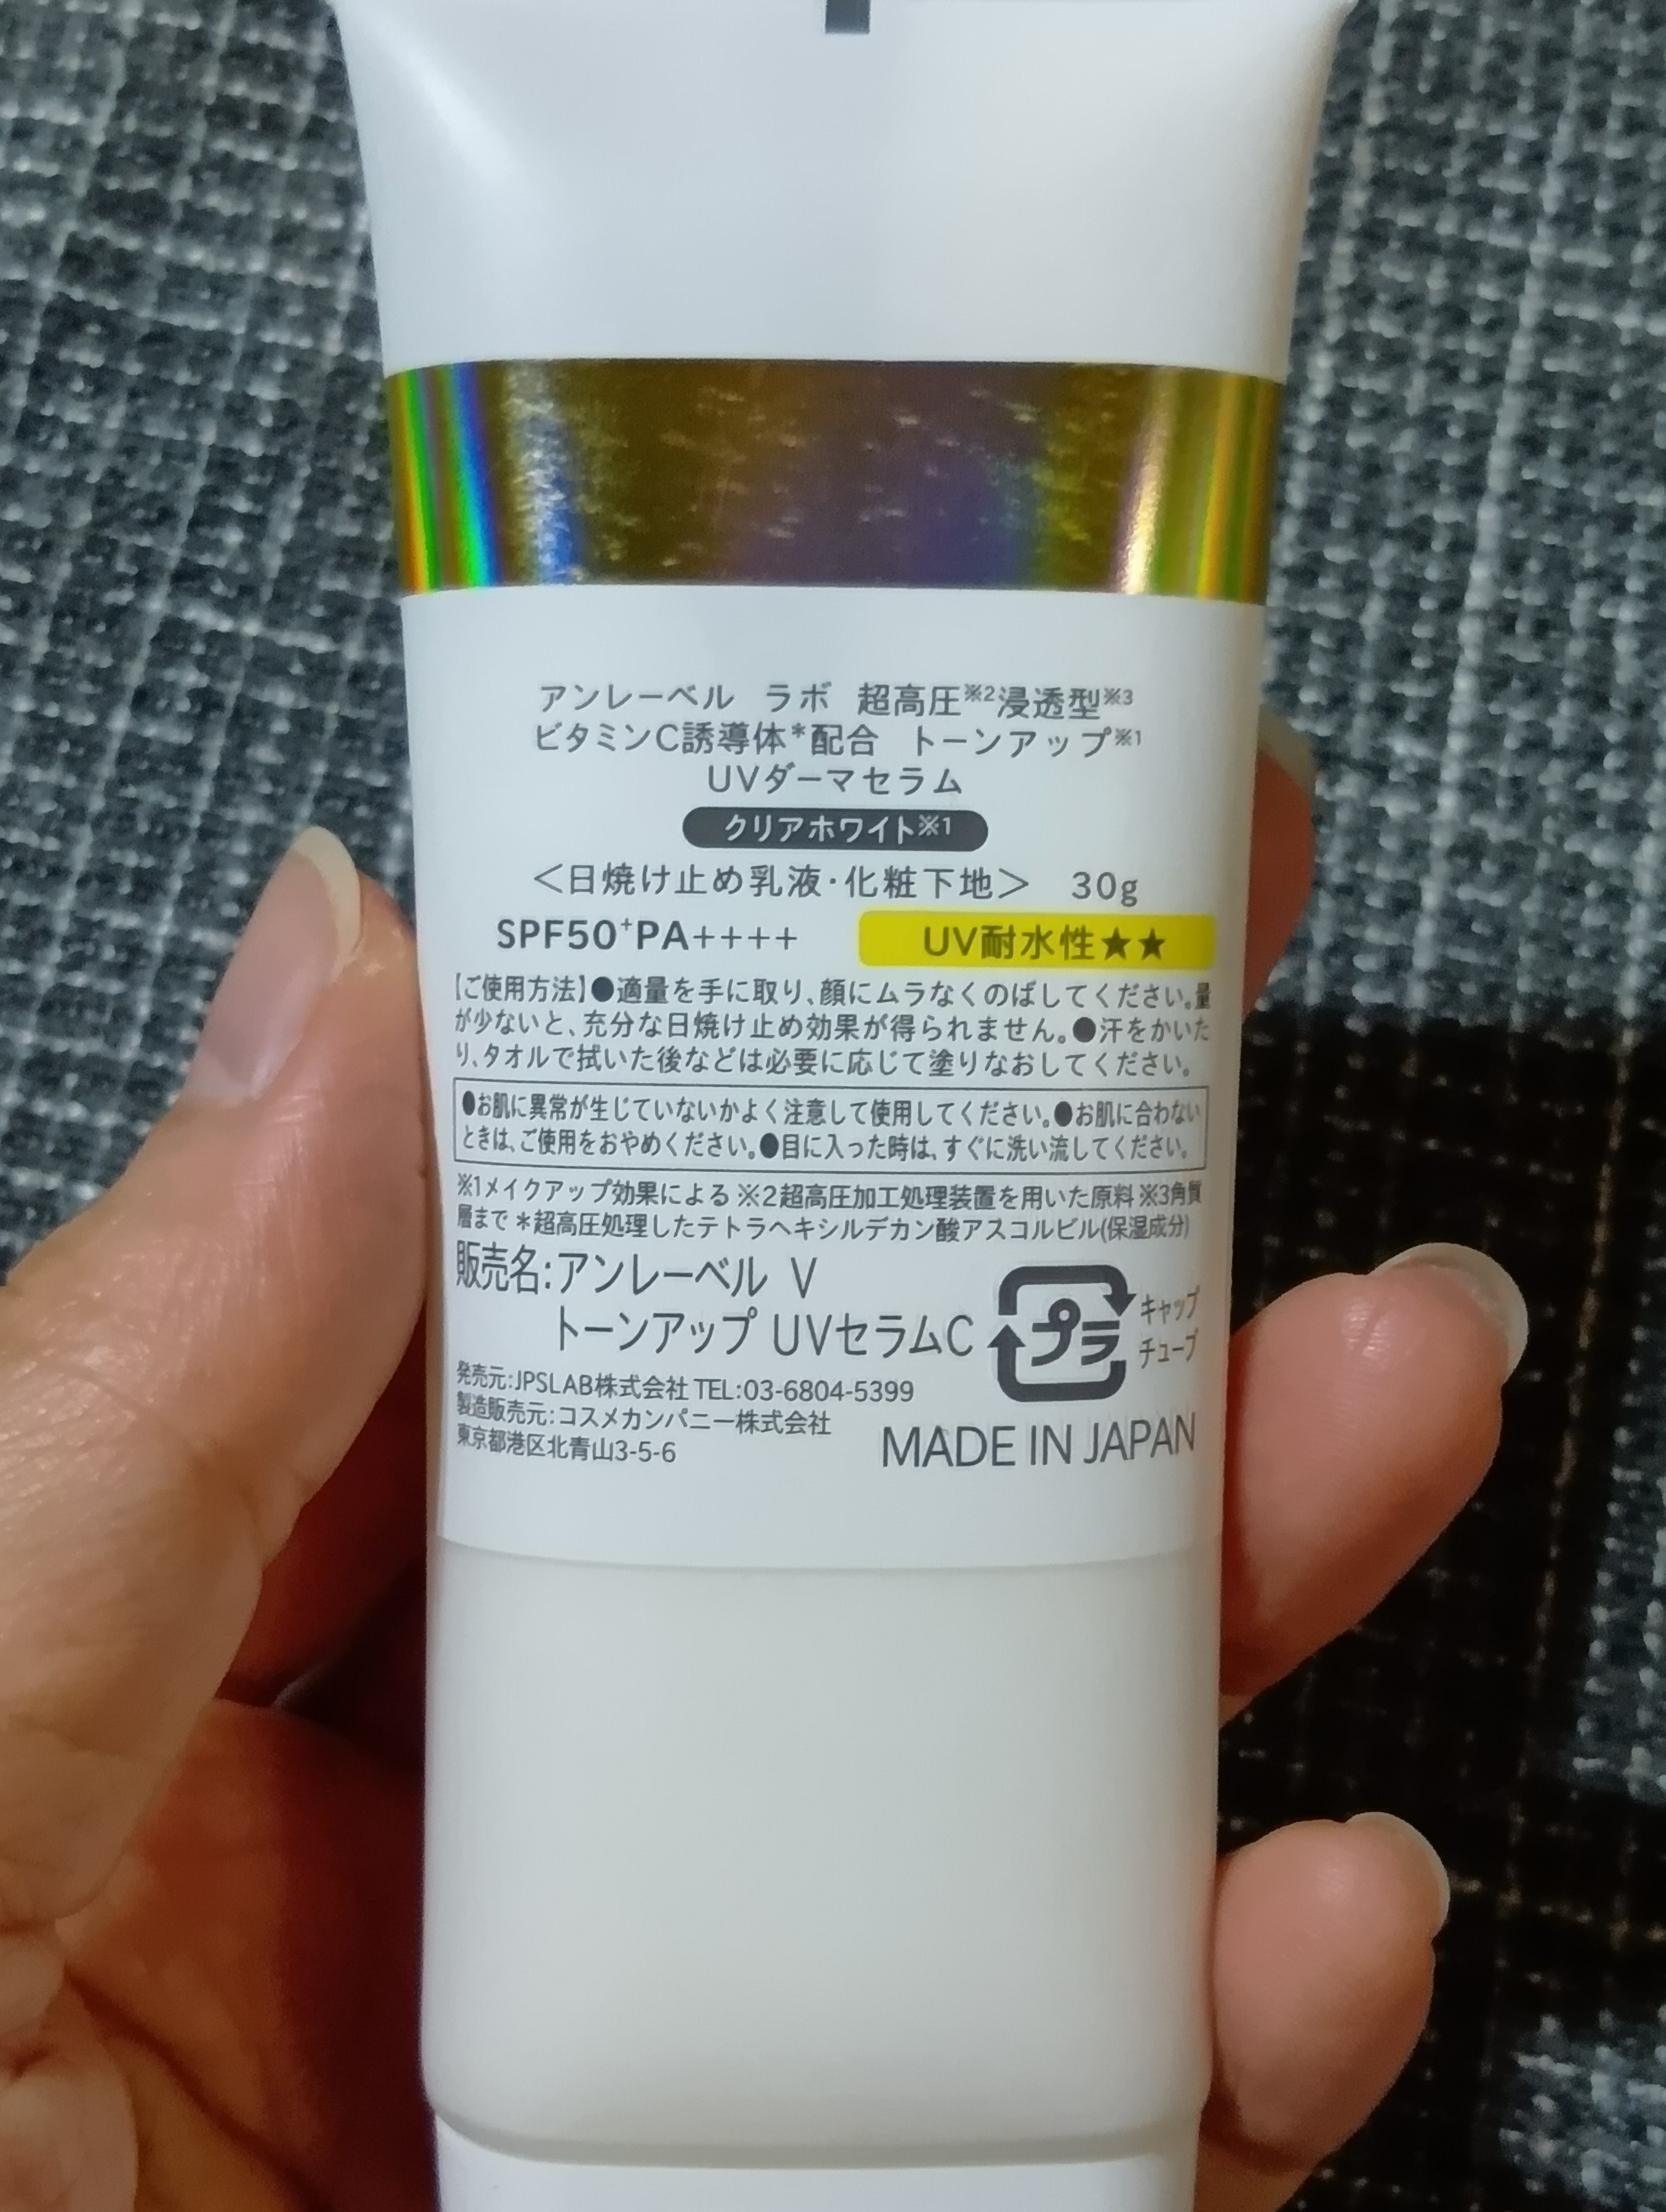 アンレーベル ラボ 超高圧※2浸透型※3
ビタミンC誘導体*配合 トーンアップ※1
UVダーマセラム
クリアホワイト※1
＜日焼け止め乳液・化粧下地＞ 30g
SPF50+PA++++ UV耐水性★★
【ご使用方法】●適量を手に取り、顔にムラなくのばしてください。量
が少ないと、充分な日焼け止め効果が得られません。●汗をかいた
り、タオルで拭いた後などは必要に応じて塗りなおしてください。
●お肌に異常が生じていないかよく注意して使用してください。●お肌に合わない
ときは、ご使用をおやめください。●目に入った時は、すぐに洗い流してください。
※1メイクアップ効果による ※2超高圧加工処理装置を用いた原料 ※3角質
層まで *超高圧処理したテトラヘキシルデカン酸アスコルビル(保湿成分)
販売名:アンレーベル V
トーンアップ UVセラムC
プラ
キャップ
チューブ
発売元:JPSLAB株式会社 TEL:03-6804-5399
製造販売元:コスメカンパニー株式会社
東京都港区北青山3-5-6
MADE IN JAPAN